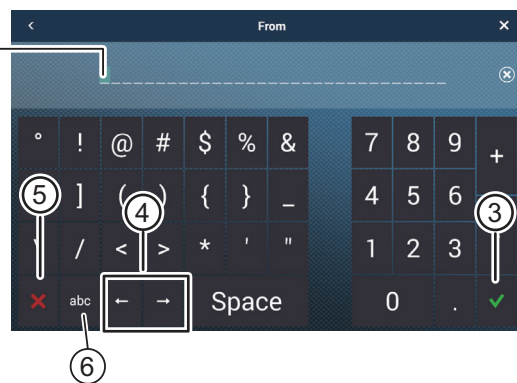 < From ×
° ! @ # $ % & 7 8 9 +
5 ] ( 4 ) { } _ 4 5 6 3
\ / < > * ' " 1 2 3
× abc ← → Space 0 . ✓
6